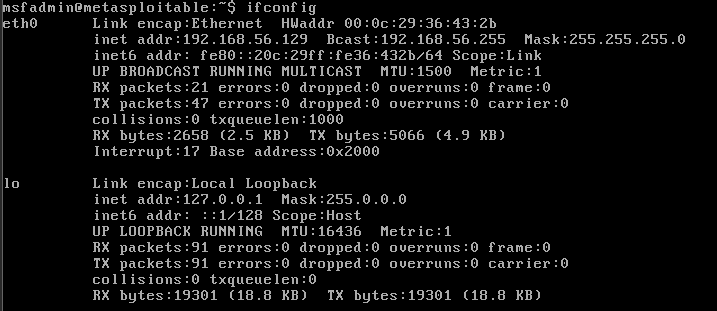 msfadmin@metasploitable:~$ ifconfig
eth0      Link encap:Ethernet  HWaddr 00:0c:29:36:43:2b
          inet addr:192.168.56.129  Bcast:192.168.56.255  Mask:255.255.255.0
          inet6 addr: fe80::20c:29ff:fe36:432b/64 Scope:Link
          UP BROADCAST RUNNING MULTICAST  MTU:1500  Metric:1
          RX packets:21 errors:0 dropped:0 overruns:0 frame:0
          TX packets:47 errors:0 dropped:0 overruns:0 carrier:0
          collisions:0 txqueuelen:1000
          RX bytes:2658 (2.5 KB)  TX bytes:5066 (4.9 KB)
          Interrupt:17 Base address:0x2000
lo        Link encap:Local Loopback
          inet addr:127.0.0.1  Mask:255.0.0.0
          inet6 addr: ::1/128 Scope:Host
          UP LOOPBACK RUNNING  MTU:16436  Metric:1
          RX packets:91 errors:0 dropped:0 overruns:0 frame:0
          TX packets:91 errors:0 dropped:0 overruns:0 carrier:0
          collisions:0 txqueuelen:0
          RX bytes:19301 (18.8 KB)  TX bytes:19301 (18.8 KB)